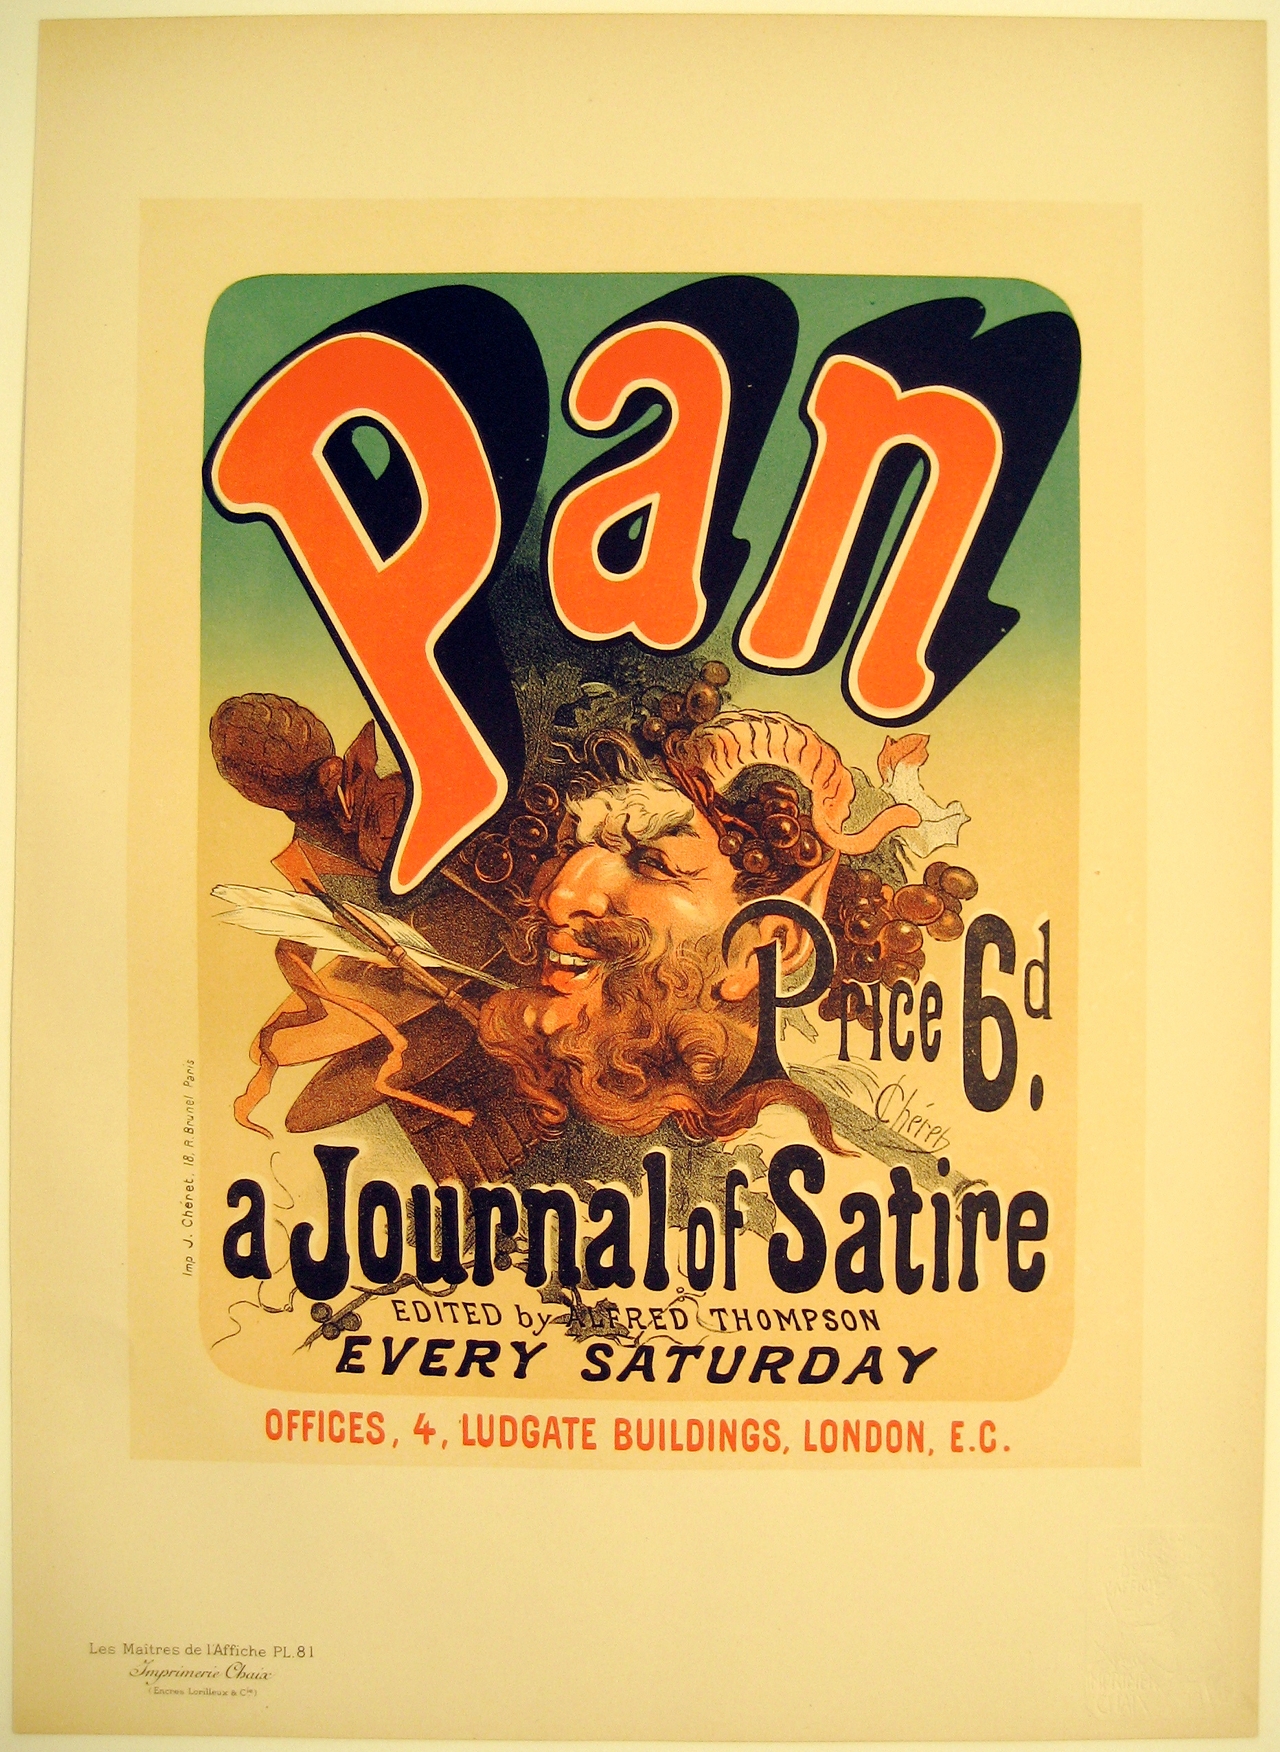 Pan
Price 6d.
Chéret
a Journal of Satire
EDITED by ALFRED THOMPSON
EVERY SATURDAY
OFFICES, 4, LUDGATE BUILDINGS, LONDON, E.C.
Imp J. Chéret. 18. R. Brunel Paris
Les Maîtres de l'Affiche PL.81
Imprimerie Chaix
(Encres Lorilleux & Cie)